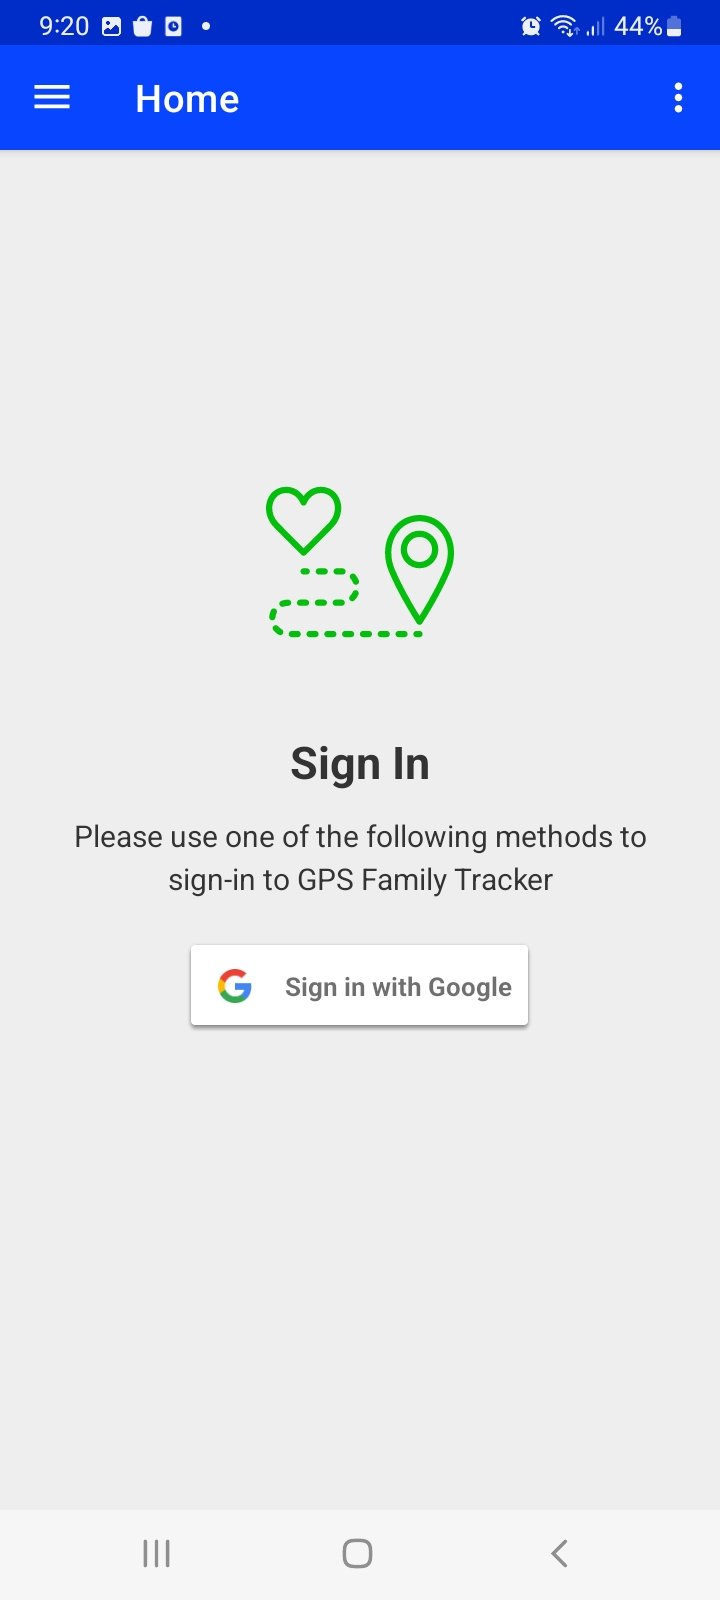 9:20
44%
Home
Sign In
Please use one of the following methods to
sign-in to GPS Family Tracker
Sign in with Google